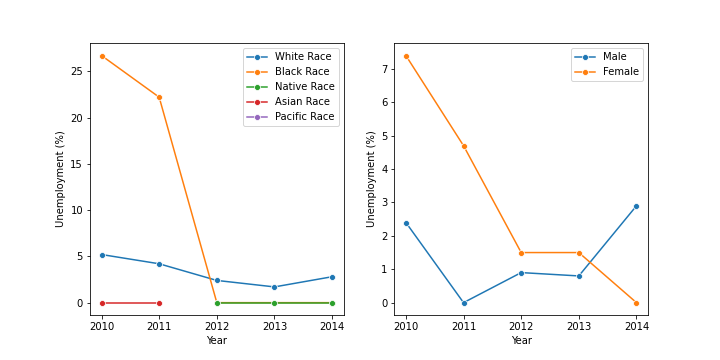 White Race
Black Race
Native Race
Asian Race
Pacific Race
25
20
15
10
5
0
Unemployment (%)
2010 2011 2012 2013 2014
Year
Male
Female
7
6
5
4
3
2
1
0
Unemployment (%)
2010 2011 2012 2013 2014
Year